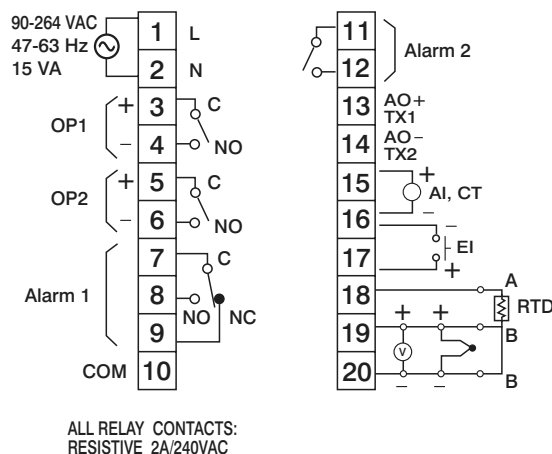 90-264 VAC
47-63 Hz
15 VA
1 L
2 N
OP1 + 3 C
− 4 NO
OP2 + 5 C
− 6 NO
Alarm 1
7 C
8 NO NC
9
COM 10
ALL RELAY CONTACTS:
RESISTIVE 2A/240VAC
11
12 Alarm 2
13 AO+
TX1
14 AO−
TX2
15 +
AI, CT
16 −
−
EI
17 +
18 A
RTD
19 + + B
V
20 − − B